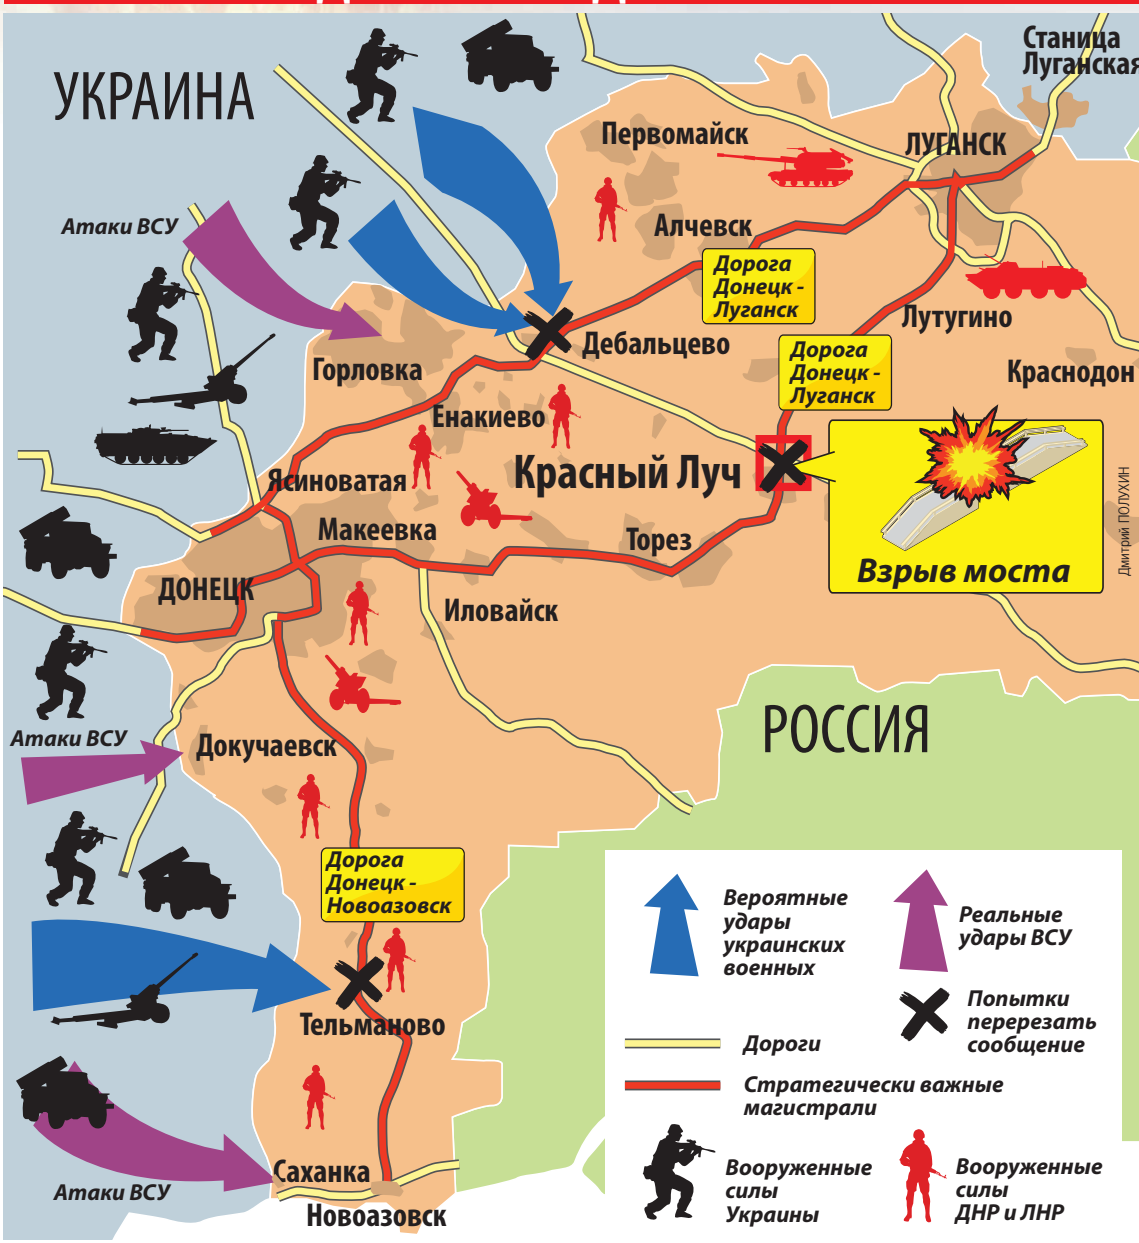 УКРАИНА
Станица
Луганская
Первомайск
ЛУГАНСК
Атаки ВСУ
Алчевск
Дорога
Донецк -
Луганск
Лутугино
Дебальцево
Дорога
Донецк -
Луганск
Горловка
Краснодон
Енакиево
Красный Луч
Ясиноватая
Макеевка
Торез
Взрыв моста
Дмитрий ПОЛУХИН
ДОНЕЦК
Иловайск
РОССИЯ
Атаки ВСУ
Докучаевск
Дорога
Донецк -
Новоазовск
Тельманово
Саханка
Атаки ВСУ
Новоазовск
Вероятные
удары
украинских
военных
Реальные
удары ВСУ
Попытки
перерезать
сообщение
Дороги
Стратегически важные
магистрали
Вооруженные
силы
Украины
Вооруженные
силы
ДНР и ЛНР